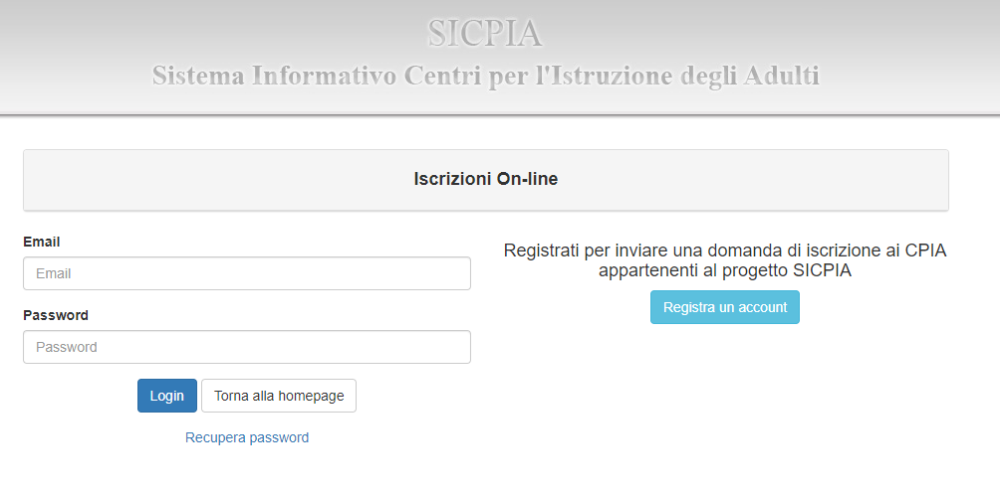 SICPIA
Sistema Informativo Centri per l'Istruzione degli Adulti
Iscrizioni On-line
Email
Email
Password
Password
Login
Torna alla homepage
Recupera password
Registrati per inviare una domanda di iscrizione ai CPIA
appartenenti al progetto SICPIA
Registra un account